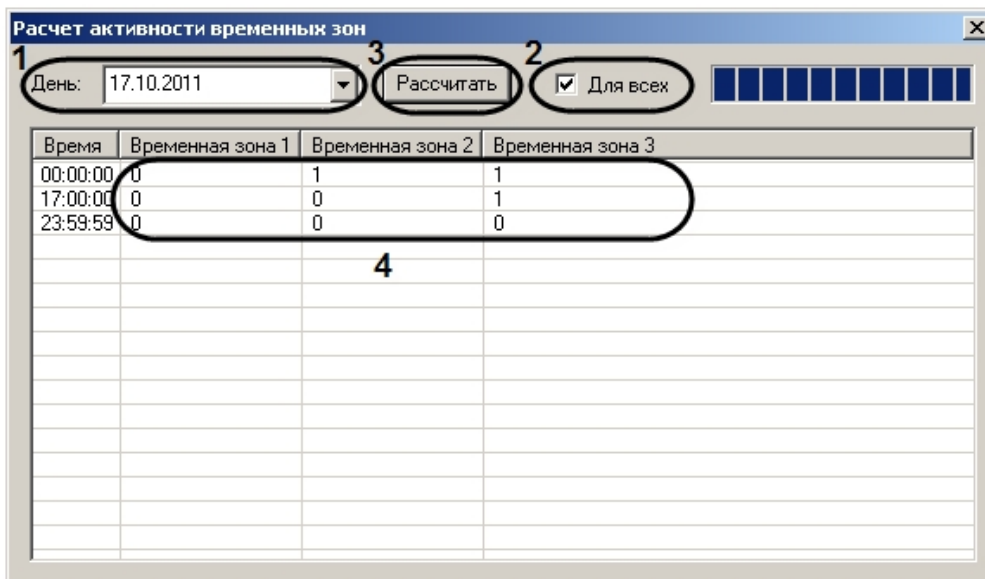 Расчет активности временных зон
1 3 2
День: 17.10.2011 Рассчитать Для всех
Время Временная зона 1 Временная зона 2 Временная зона 3
00:00:00 0 1 1
17:00:00 0 0 1
23:59:59 0 0 0
4